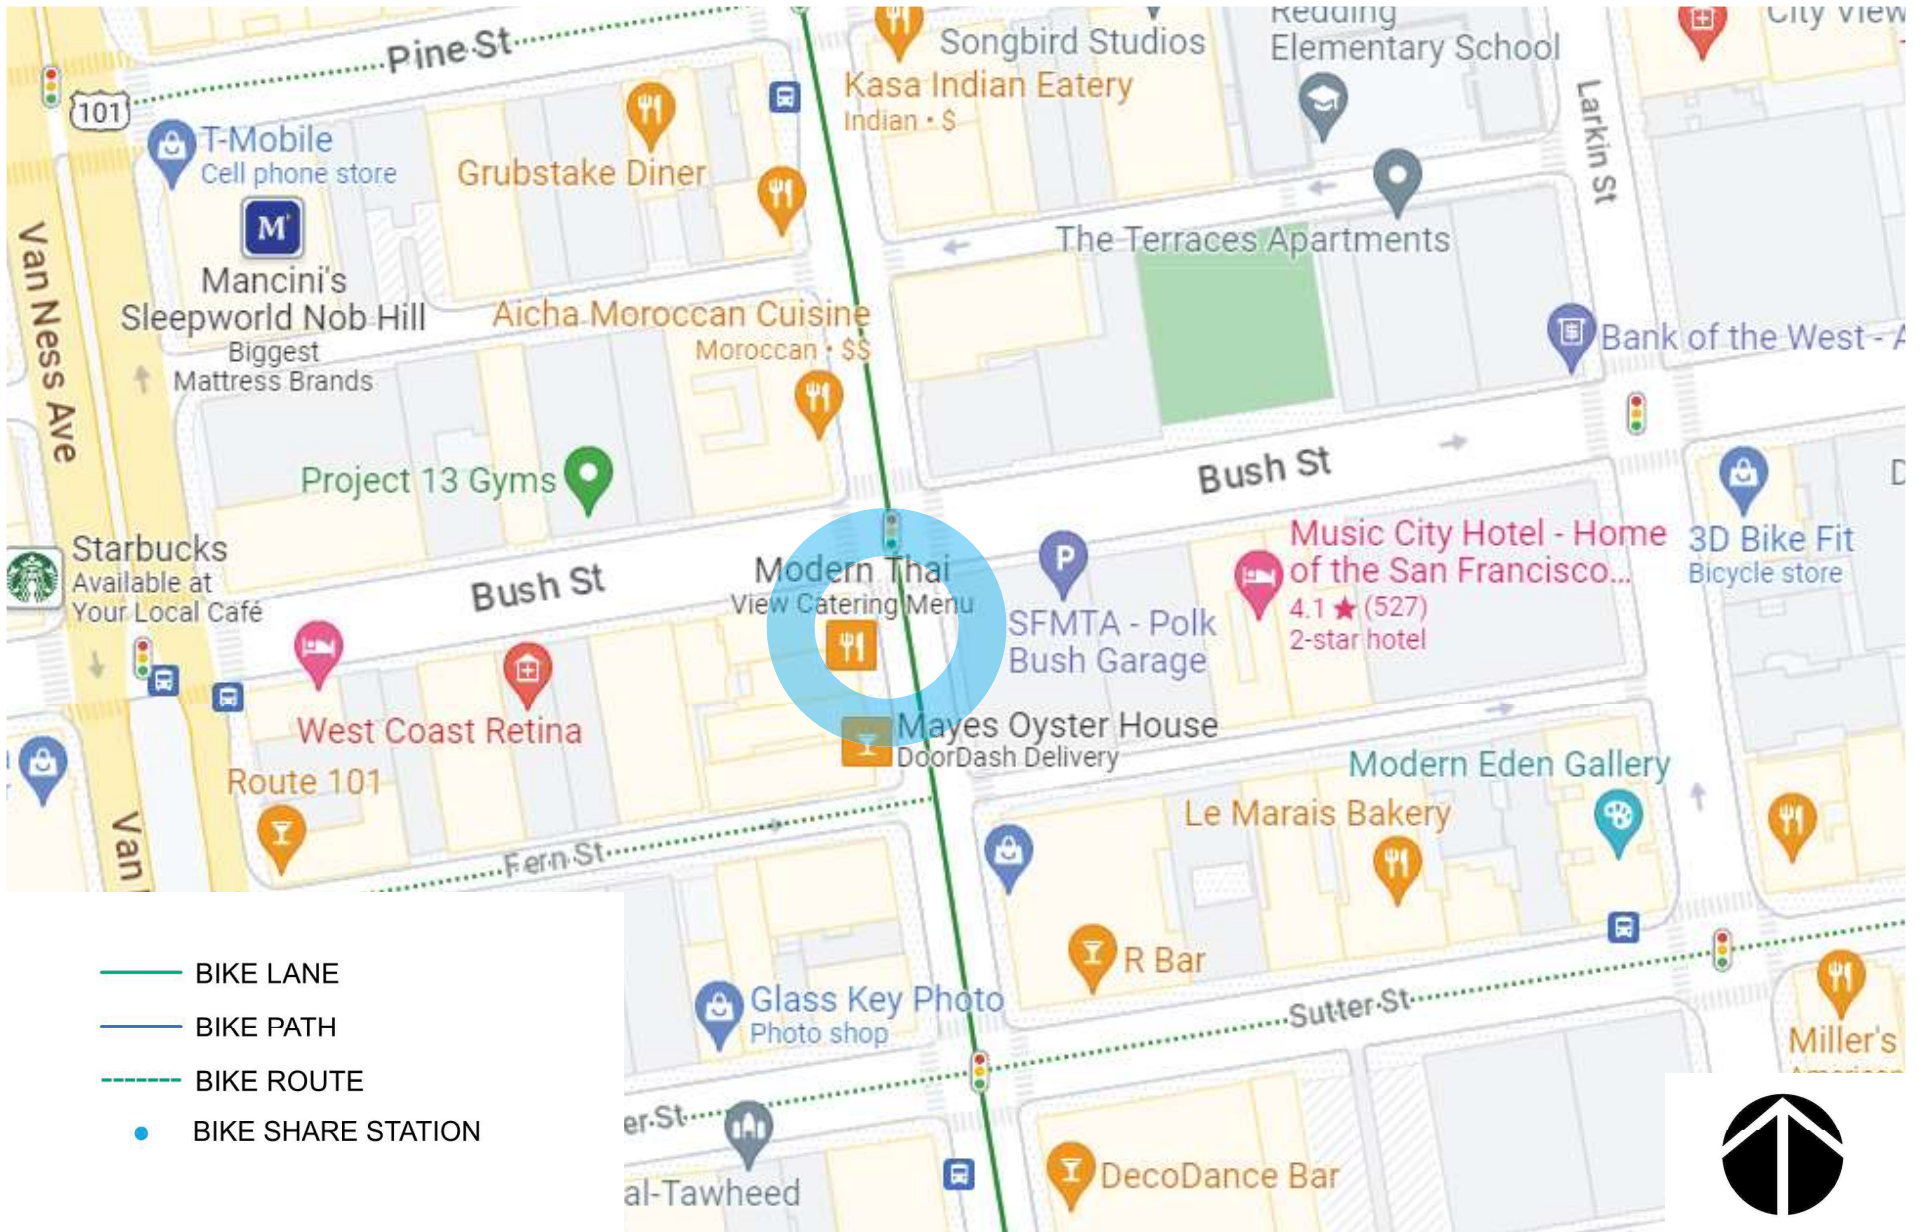 Pine St
101
Songbird Studios
Redding
Elementary School
City View
Kasa Indian Eatery
Indian • $
Larkin St
T-Mobile
Cell phone store
Grubstake Diner
M
Van Ness Ave
Mancini's
Sleepworld Nob Hill
Biggest
Mattress Brands
The Terraces Apartments
Aicha Moroccan Cuisine
Moroccan • $$
Bank of the West - A
Project 13 Gyms
Bush St
D
Starbucks
Available at
Your Local Café
Bush St
Modern Thai
View Catering Menu
P
SFMTA - Polk
Bush Garage
Music City Hotel - Home
of the San Francisco...
4.1 ★ (527)
2-star hotel
3D Bike Fit
Bicycle store
West Coast Retina
Mayes Oyster House
DoorDash Delivery
Route 101
Modern Eden Gallery
Le Marais Bakery
Van
Fern St
R Bar
Glass Key Photo
Photo shop
Sutter St
Miller's
er St
al-Tawheed
DecoDance Bar
BIKE LANE
BIKE PATH
BIKE ROUTE
BIKE SHARE STATION